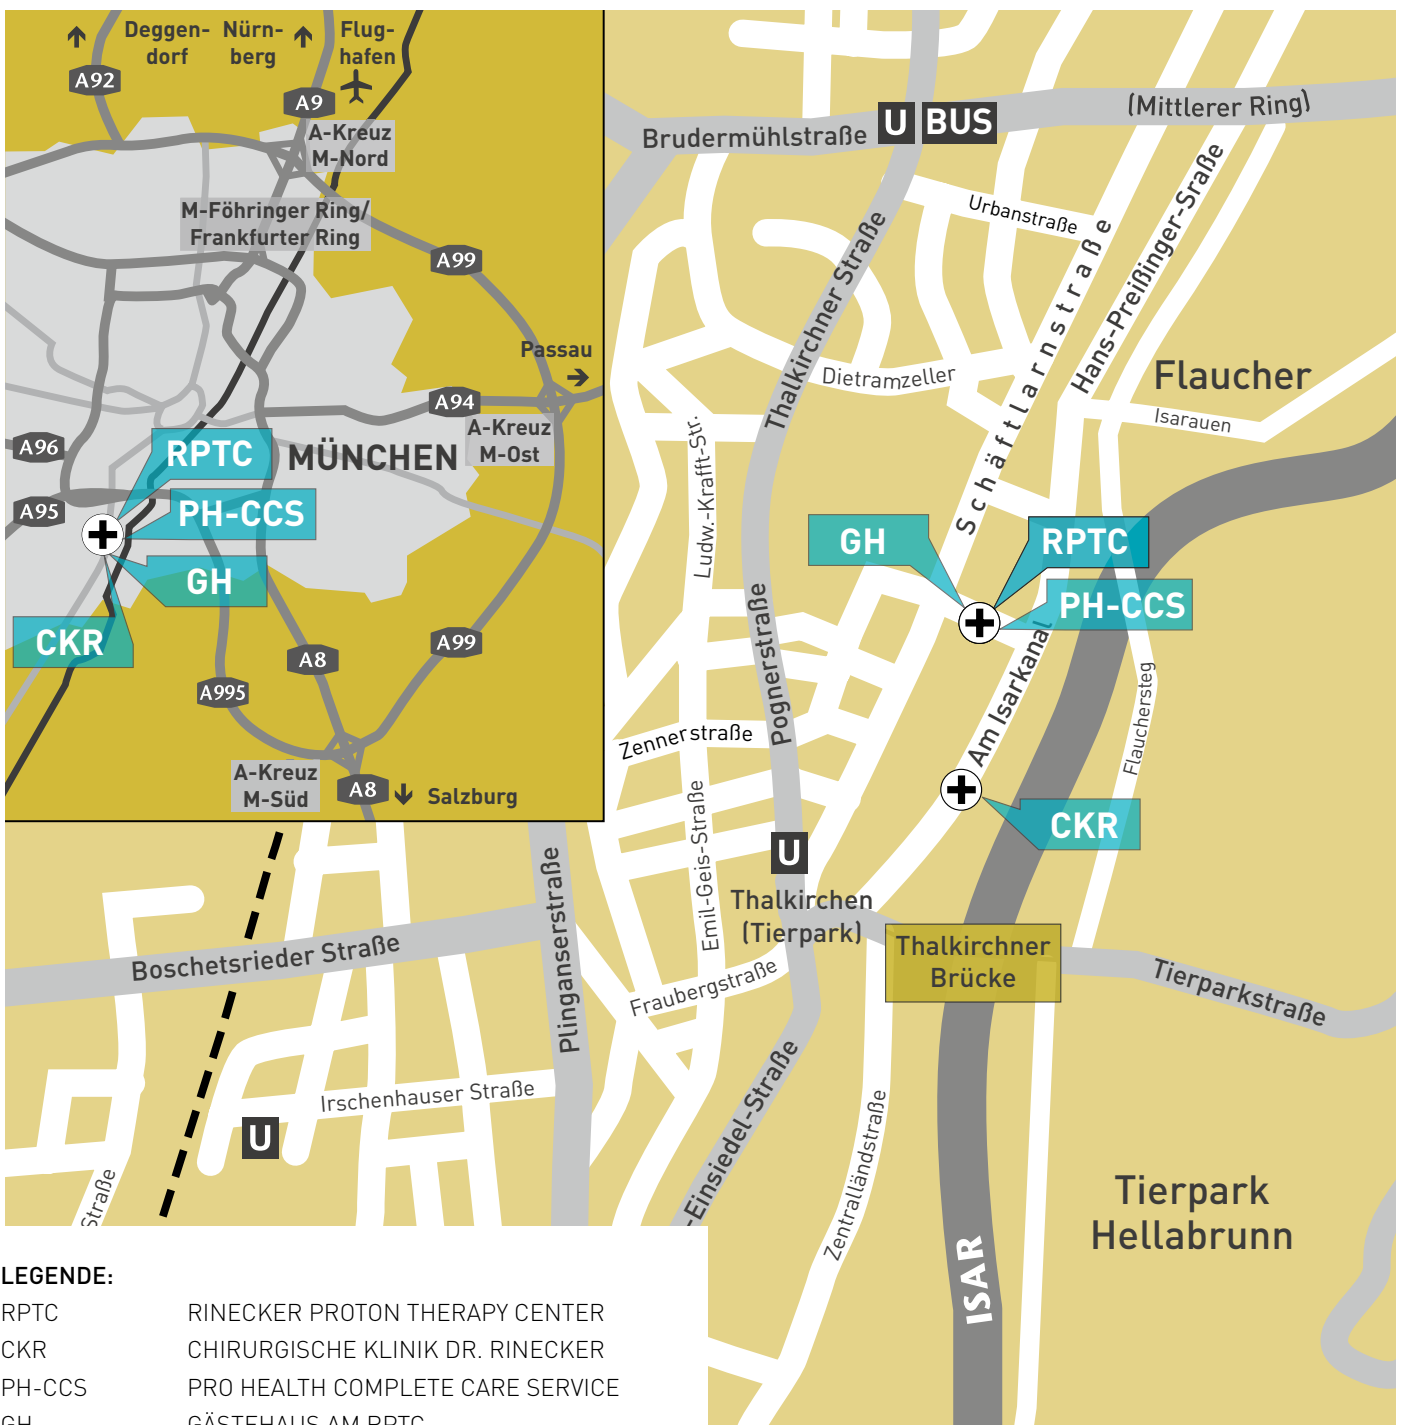 Deggen-
dorf
Nürn-
berg
Flug-
hafen
A92
A9
A-Kreuz
M-Nord
M-Föhringer Ring/
Frankfurter Ring
A99
Passau
A94
A-Kreuz
M-Ost
A96
RPTC
MÜNCHEN
A95
PH-CCS
GH
CKR
A8
A99
A995
A-Kreuz
M-Süd
A8
Salzburg
(Mittlerer Ring)
Brudermühlstraße
U
BUS
Urbanstraße
Thalkirchner Straße
Schäftlarnstraße
Hans-Preißinger-Sraße
Flaucher
Dietramzeller
Isarauen
Ludw.-Krafft-Str.
GH
RPTC
PH-CCS
Pognerstraße
Am Isarkanal
Flauchersteg
Zennerstraße
Emil-Geis-Straße
CKR
U
Thalkirchen
(Tierpark)
Plinganserstraße
Boschetsrieder Straße
Thalkirchner
Brücke
Fraubergstraße
Tierparkstraße
Irschenhauser Straße
U
-Einsiedel-Straße
Zentralländstraße
Straße
Tierpark
Hellabrunn
ISAR
LEGENDE:
RPTC RINECKER PROTON THERAPY CENTER
CKR CHIRURGISCHE KLINIK DR. RINECKER
PH-CCS PRO HEALTH COMPLETE CARE SERVICE
GH GÄSTEHAUS AM RPTC